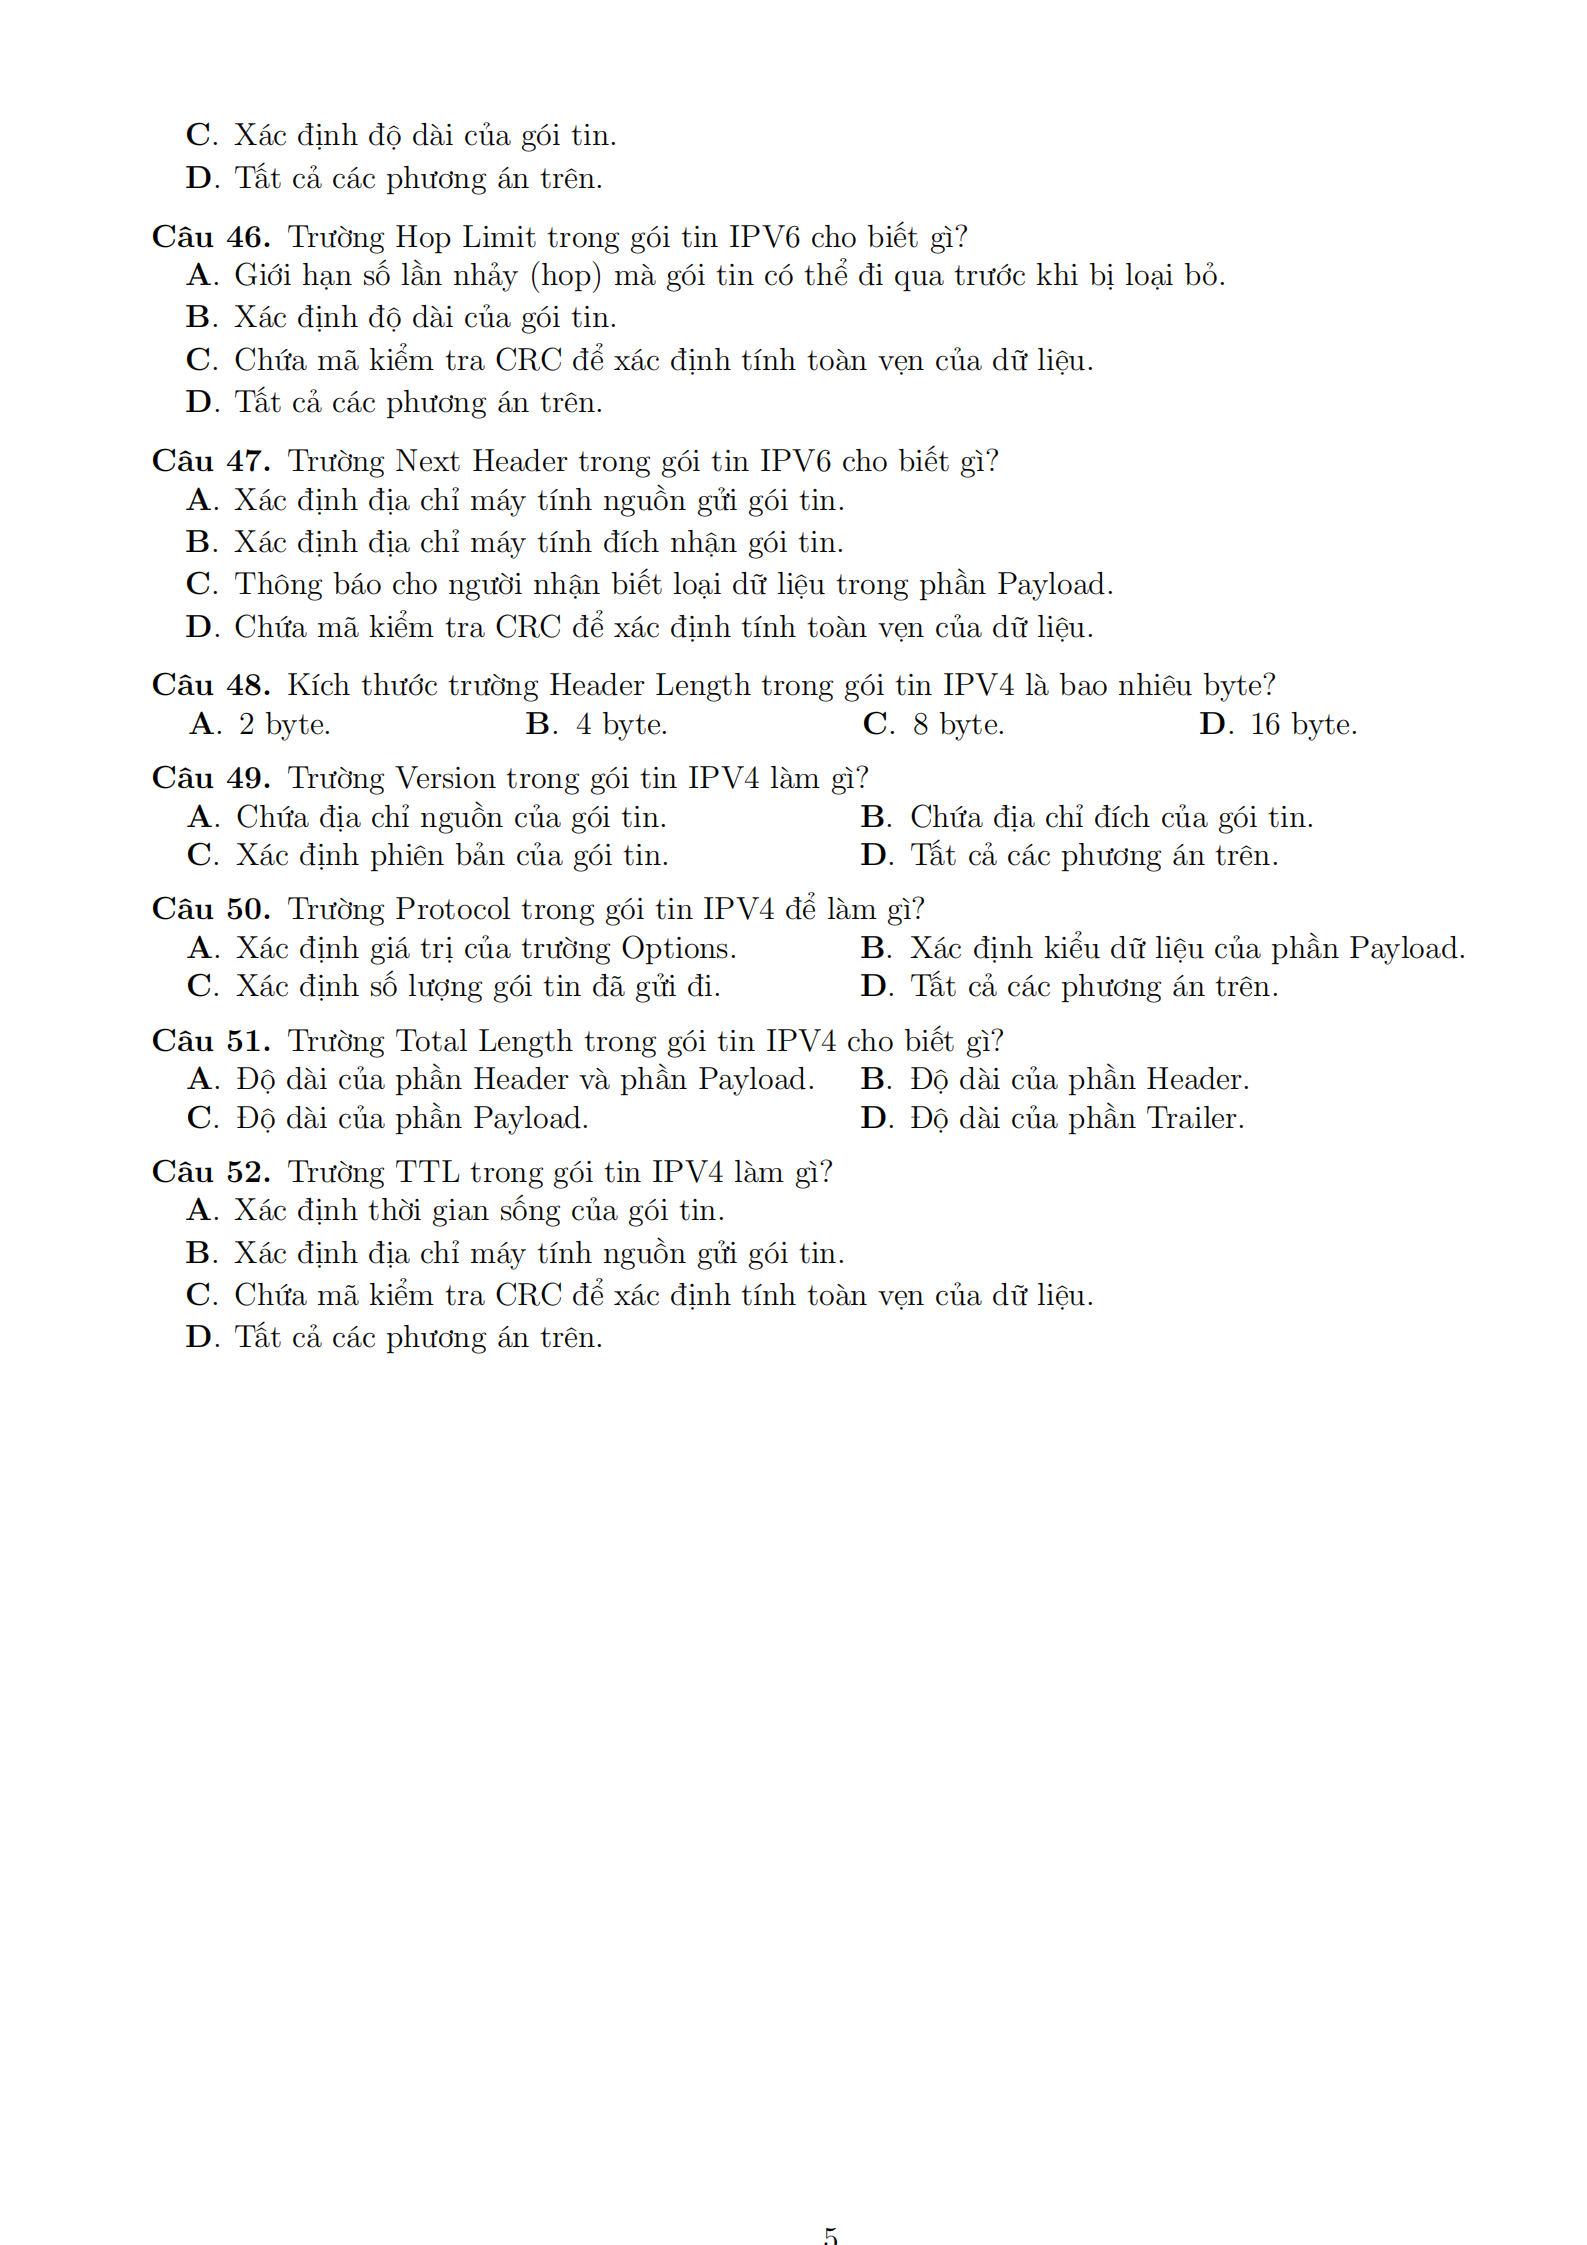 C. Xác định độ dài của gói tin.
D. Tất cả các phương án trên.
Câu 46. Trường Hop Limit trong gói tin IPV6 cho biết gì?
A. Giới hạn số lần nhảy (hop) mà gói tin có thể đi qua trước khi bị loại bỏ.
B. Xác định độ dài của gói tin.
C. Chứa mã kiểm tra CRC để xác định tính toàn vẹn của dữ liệu.
D. Tất cả các phương án trên.
Câu 47. Trường Next Header trong gói tin IPV6 cho biết gì?
A. Xác định địa chỉ máy tính nguồn gửi gói tin.
B. Xác định địa chỉ máy tính đích nhận gói tin.
C. Thông báo cho người nhận biết loại dữ liệu trong phần Payload.
D. Chứa mã kiểm tra CRC để xác định tính toàn vẹn của dữ liệu.
Câu 48. Kích thước trường Header Length trong gói tin IPV4 là bao nhiêu byte?
A. 2 byte. B. 4 byte. C. 8 byte. D. 16 byte.
Câu 49. Trường Version trong gói tin IPV4 làm gì?
A. Chứa địa chỉ nguồn của gói tin. B. Chứa địa chỉ đích của gói tin.
C. Xác định phiên bản của gói tin. D. Tất cả các phương án trên.
Câu 50. Trường Protocol trong gói tin IPV4 để làm gì?
A. Xác định giá trị của trường Options. B. Xác định kiểu dữ liệu của phần Payload.
C. Xác định số lượng gói tin đã gửi đi. D. Tất cả các phương án trên.
Câu 51. Trường Total Length trong gói tin IPV4 cho biết gì?
A. Độ dài của phần Header và phần Payload. B. Độ dài của phần Header.
C. Độ dài của phần Payload. D. Độ dài của phần Trailer.
Câu 52. Trường TTL trong gói tin IPV4 làm gì?
A. Xác định thời gian sống của gói tin.
B. Xác định địa chỉ máy tính nguồn gửi gói tin.
C. Chứa mã kiểm tra CRC để xác định tính toàn vẹn của dữ liệu.
D. Tất cả các phương án trên.
5